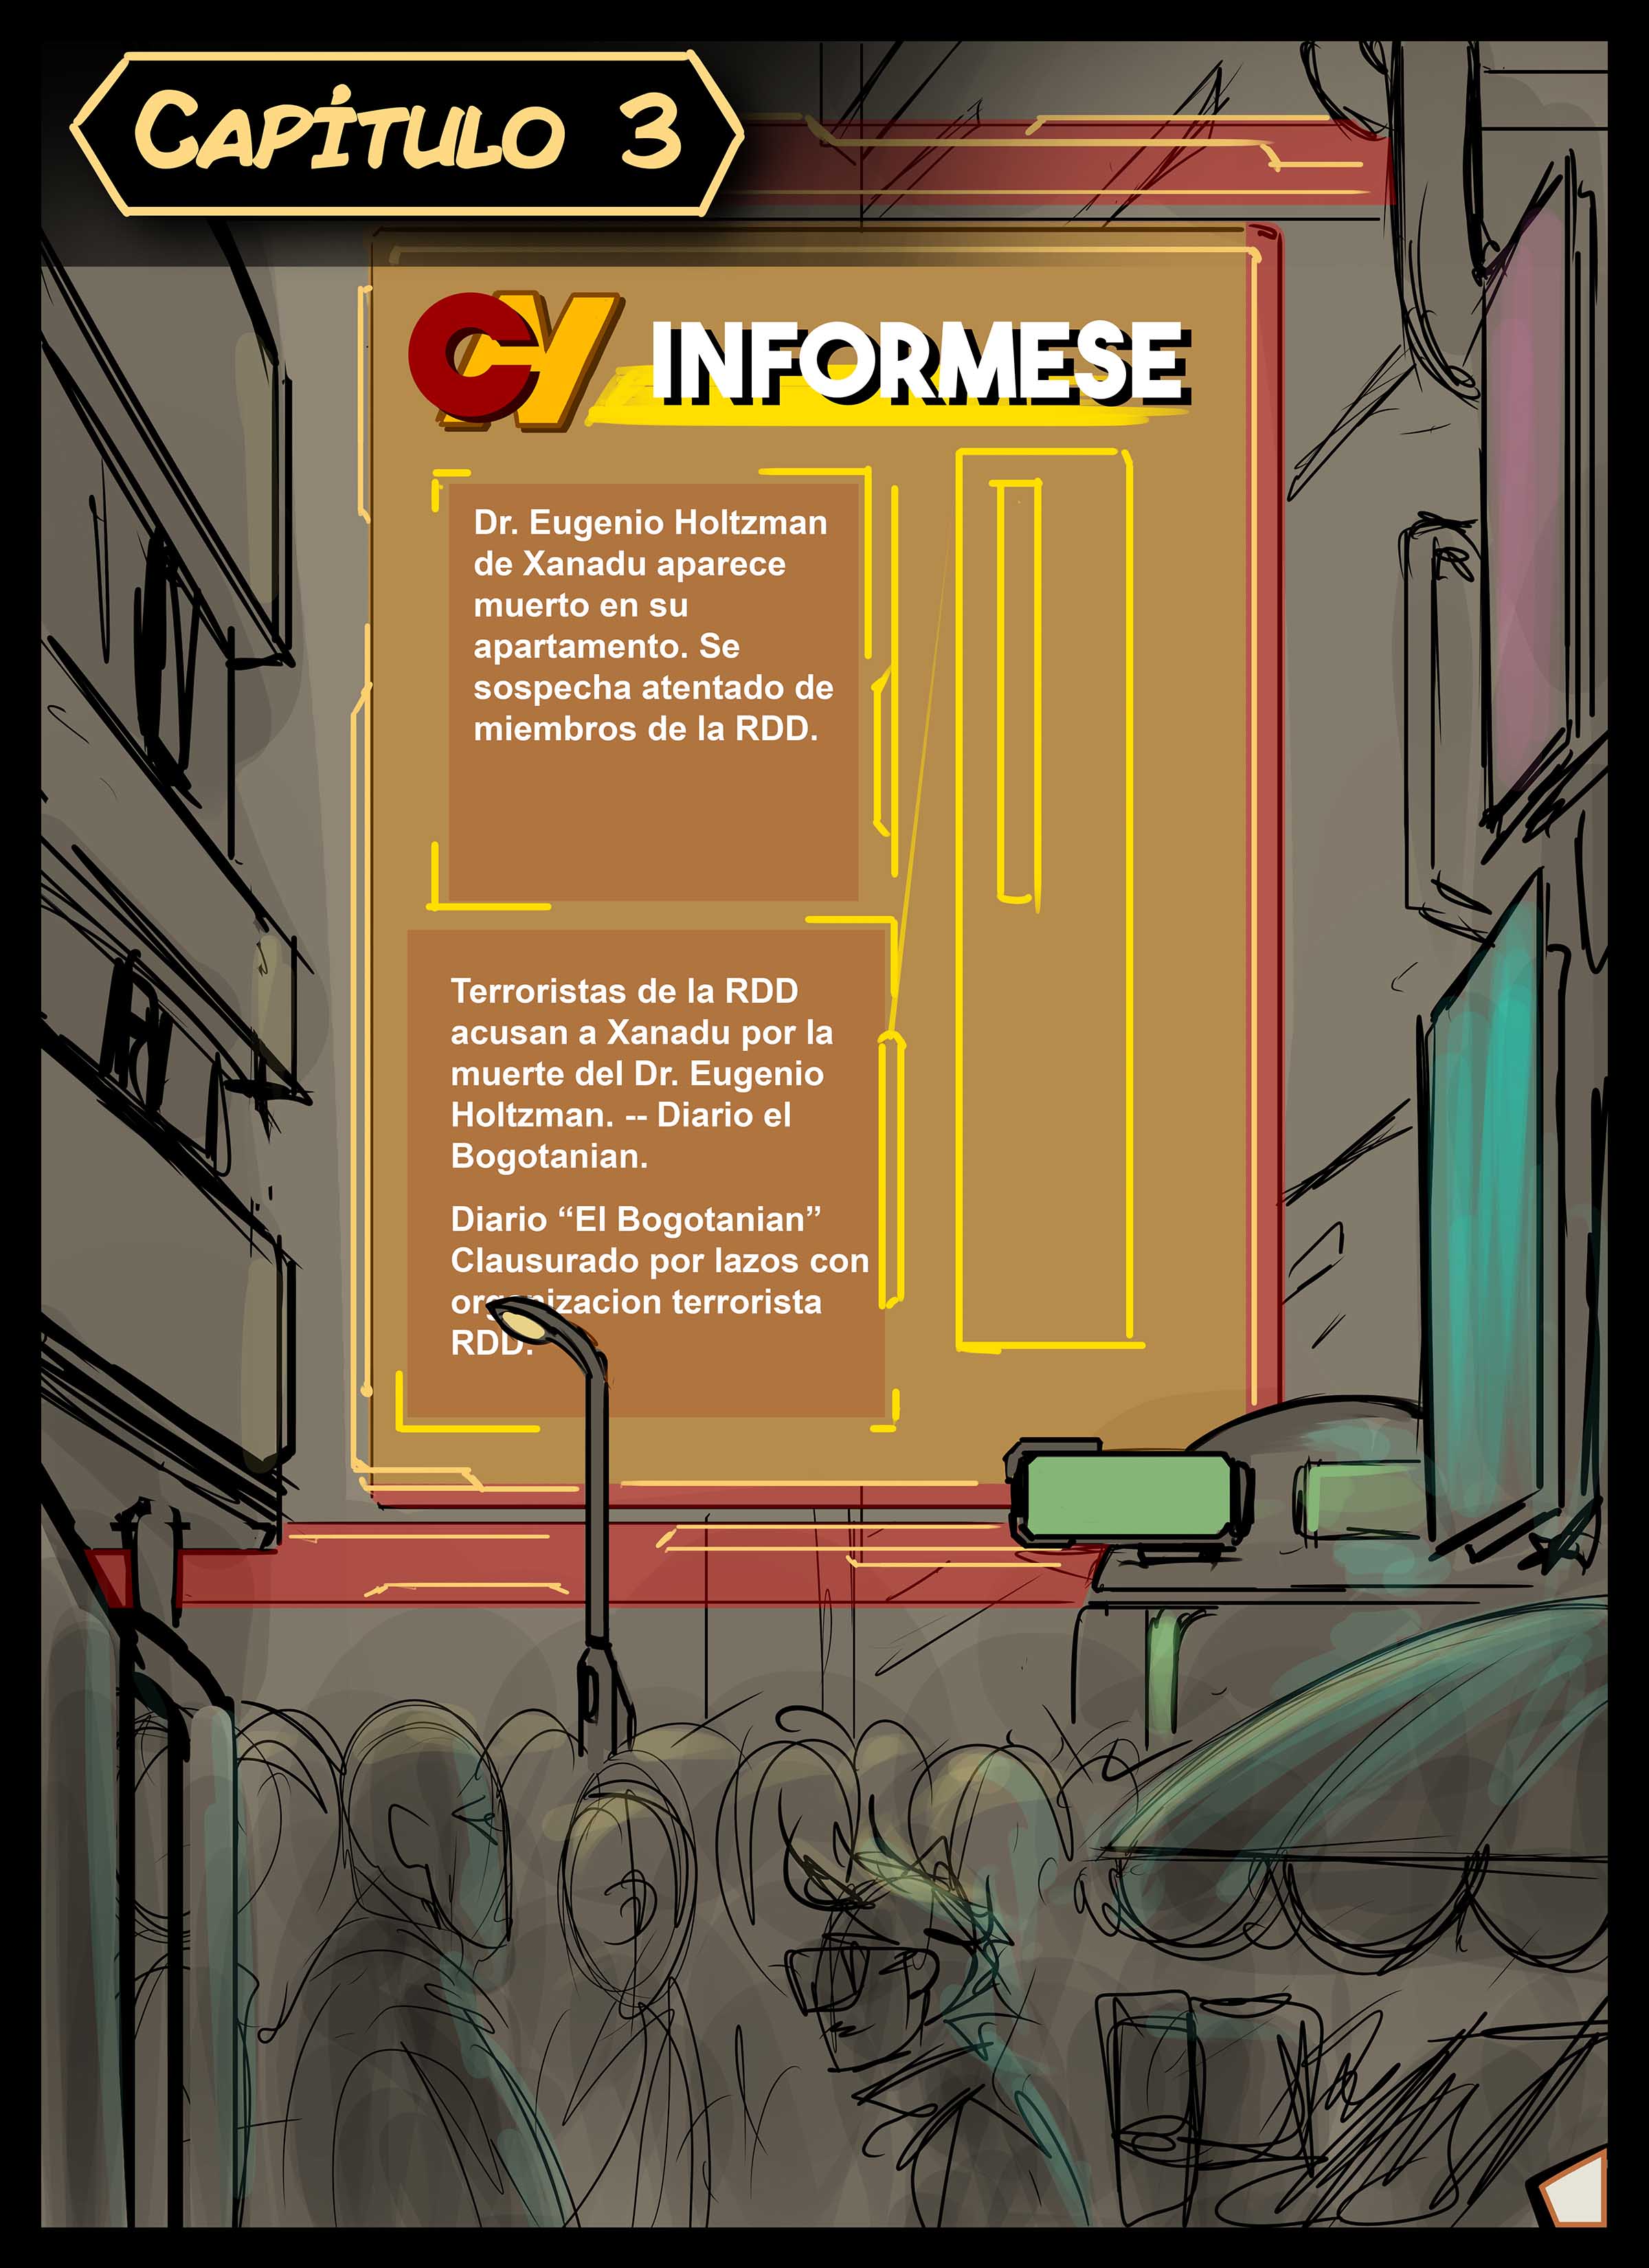 CAPÍTULO 3
CY INFORMESE
Dr. Eugenio Holtzman
de Xanadu aparece
muerto en su
apartamento. Se
sospecha atentado de
miembros de la RDD.
Terroristas de la RDD
acusan a Xanadu por la
muerte del Dr. Eugenio
Holtzman. -- Diario el
Bogotanian.
Diario “El Bogotanian”
Clausurado por lazos con
organizacion terrorista
RDD.